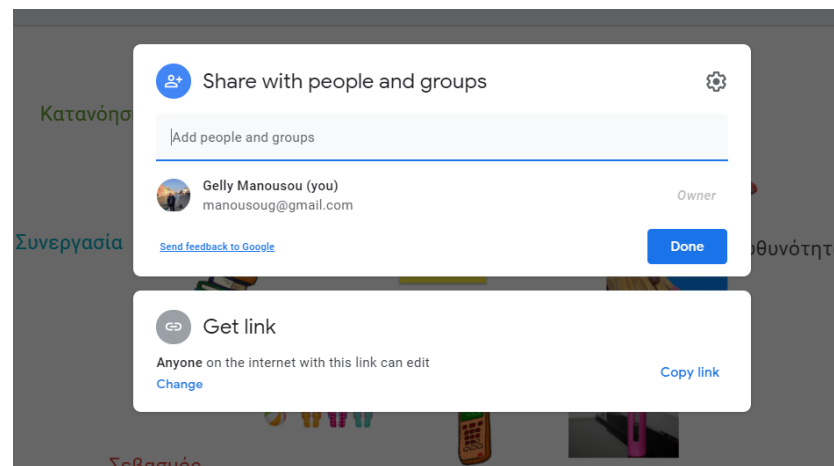 Share with people and groups
Κατανόησ
Add people and groups
Gelly Manousou (you)
manousoug@gmail.com
Owner
Συνεργασία
Send feedback to Google
Done
θυνότητ
Get link
Anyone on the internet with this link can edit
Change
Copy link
Σεβασμός